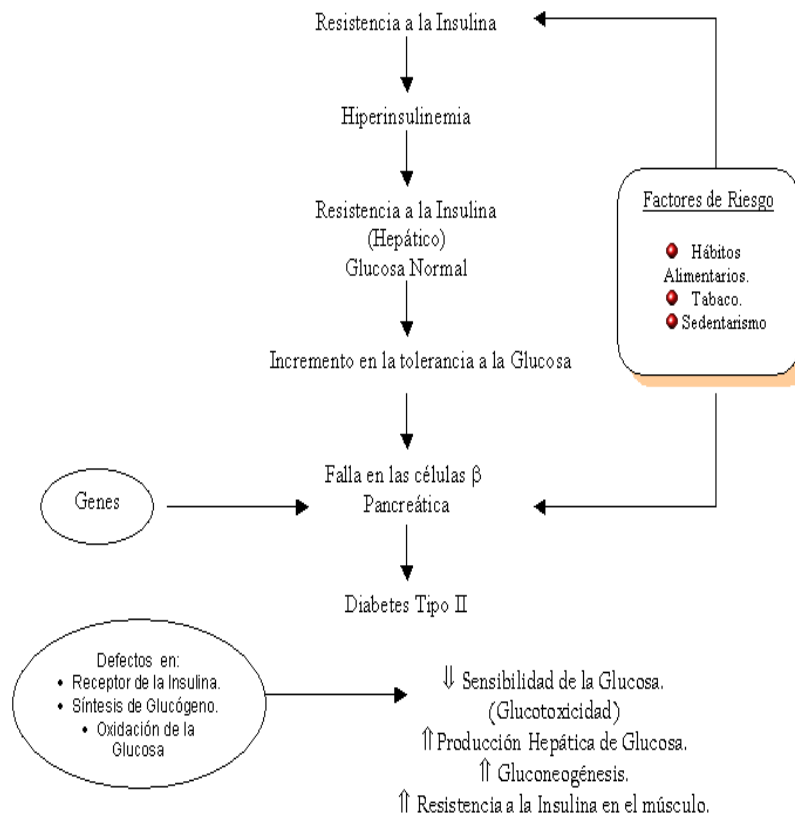 Resistencia a la Insulina
Hiperinsulinemia
Resistencia a la Insulina
(Hepático)
Glucosa Normal
Factores de Riesgo
Hábitos
Alimentarios.
Tabaco.
Sedentarismo
Incremento en la tolerancia a la Glucosa
Genes
Falla en las células β
Pancreática
Diabetes Tipo II
Defectos en:
• Receptor de la Insulina.
• Síntesis de Glucógeno.
• Oxidación de la
Glucosa
⇓ Sensibilidad de la Glucosa.
(Glucotoxicidad)
⇑ Producción Hepática de Glucosa.
⇑ Gluconeogénesis.
⇑ Resistencia a la Insulina en el músculo.